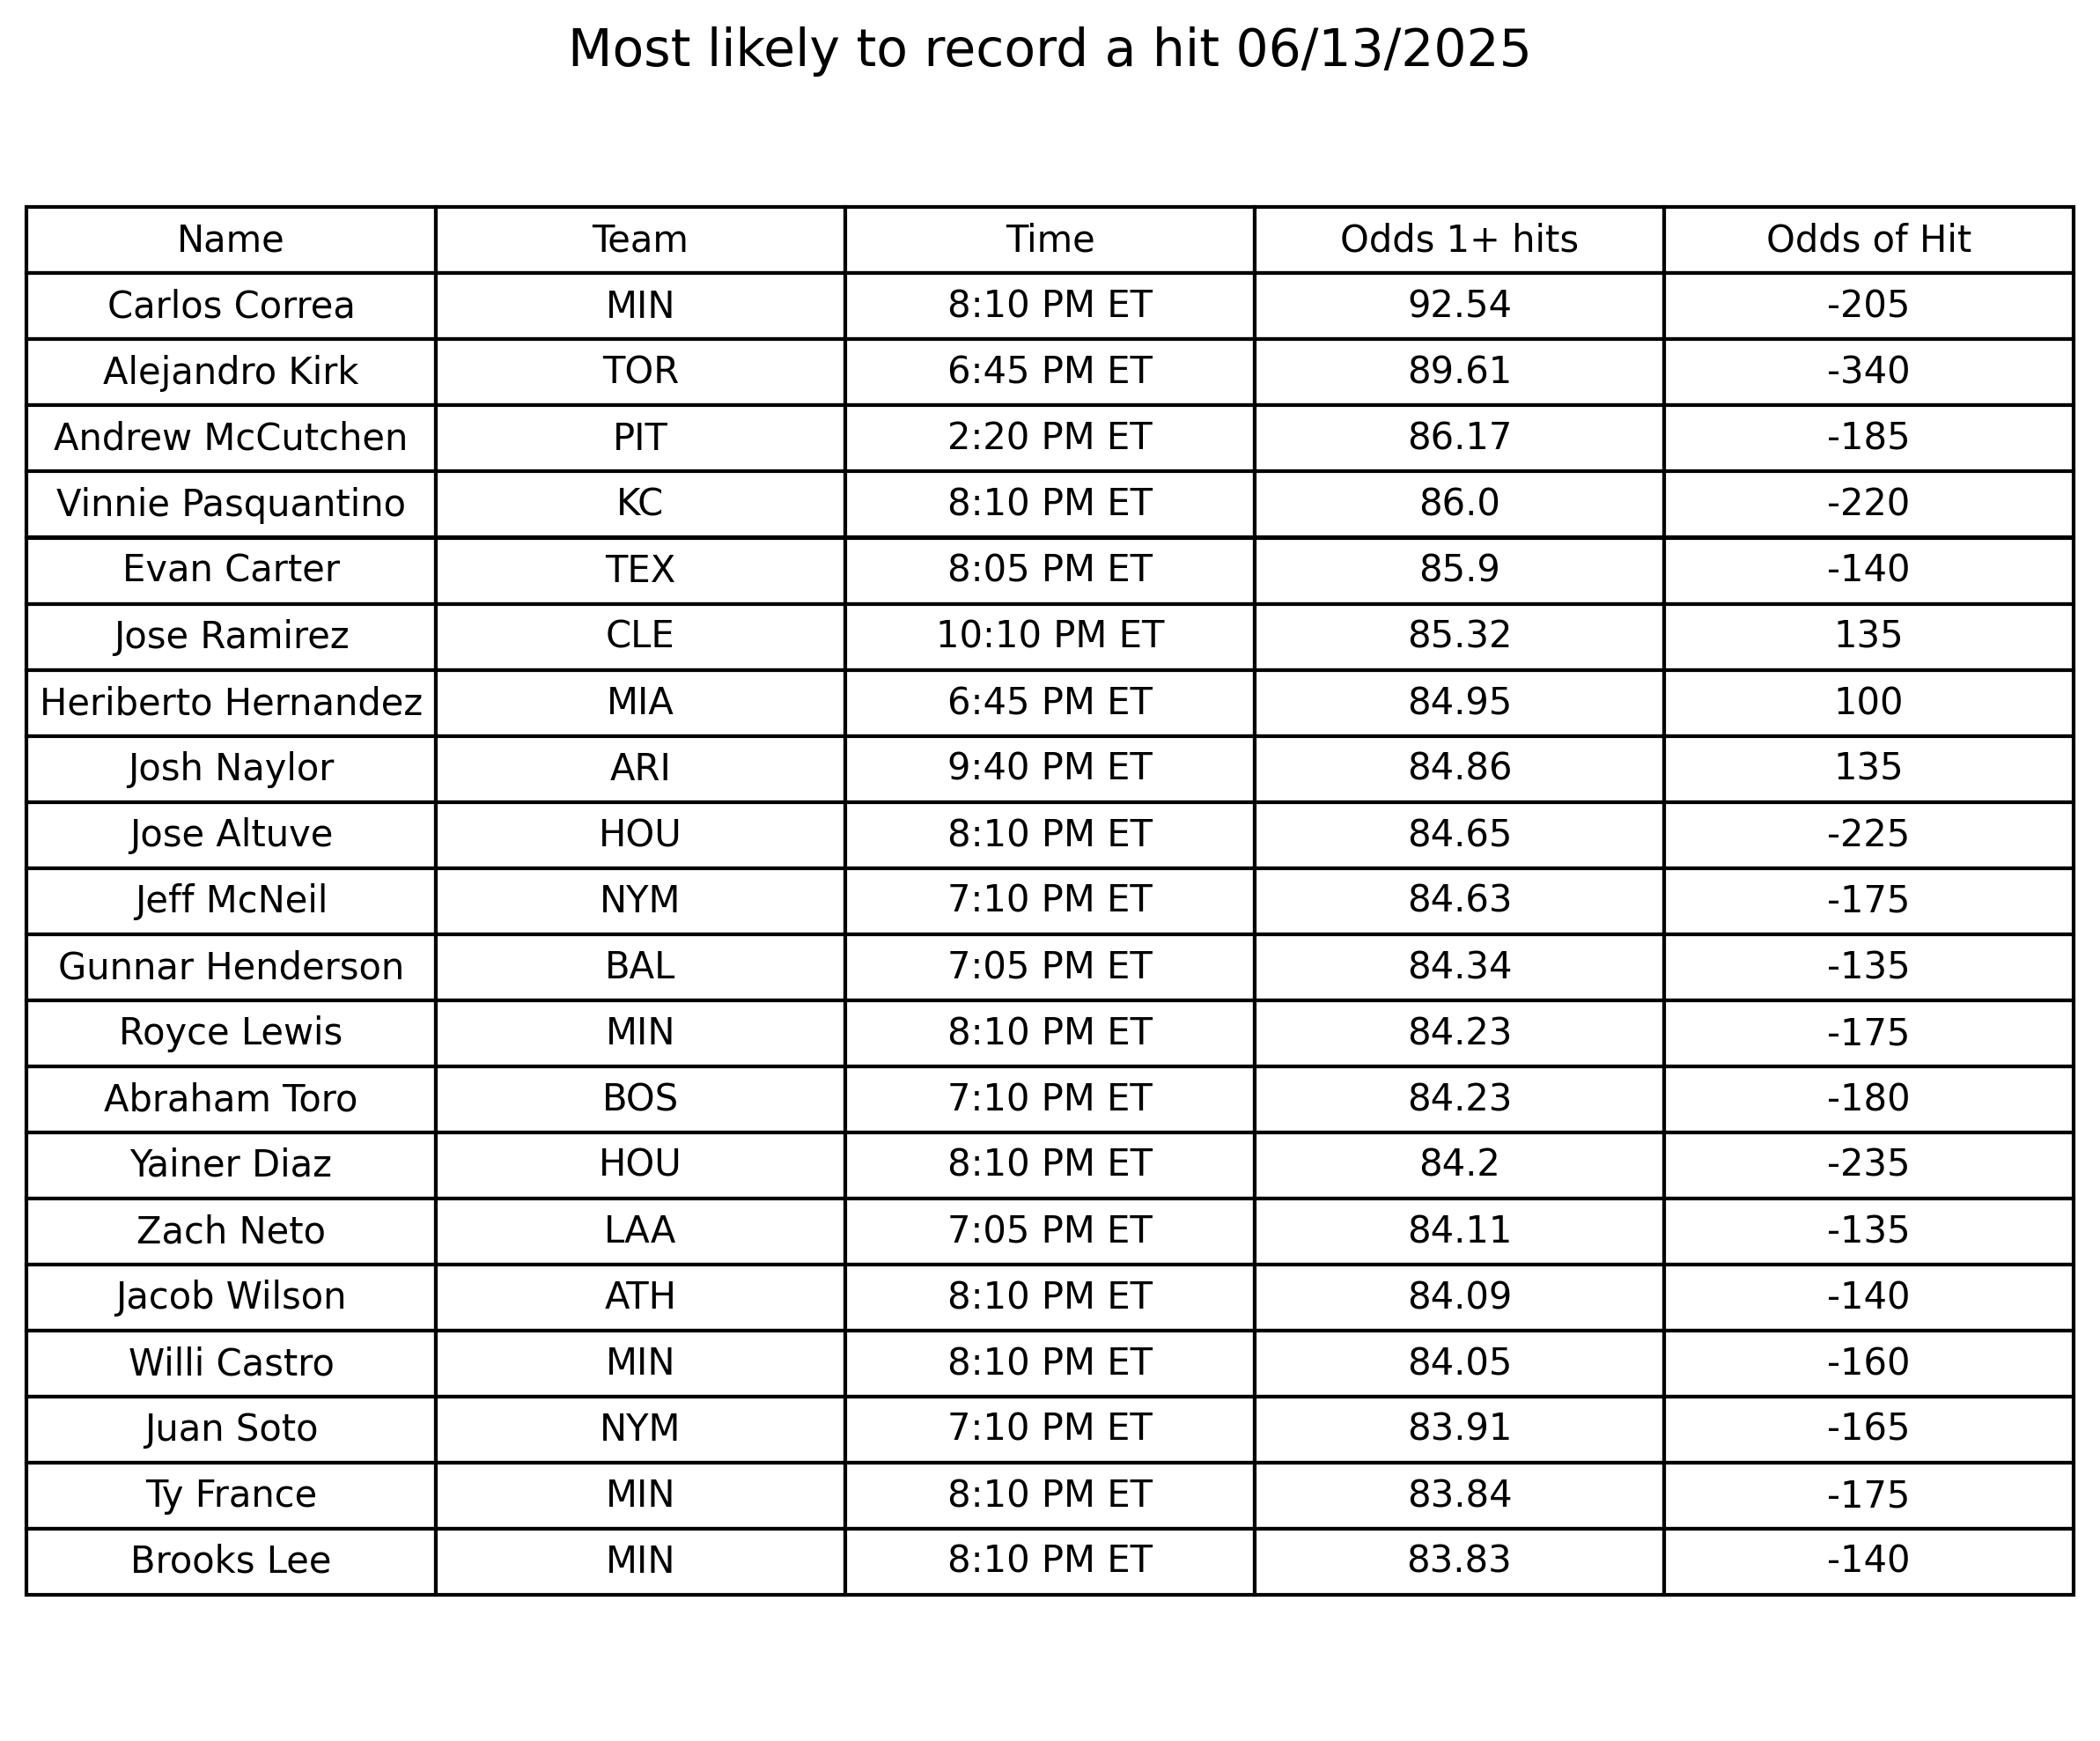 Most likely to record a hit 06/13/2025
Name Team Time Odds 1+ hits Odds of Hit
Carlos Correa MIN 8:10 PM ET 92.54 -205
Alejandro Kirk TOR 6:45 PM ET 89.61 -340
Andrew McCutchen PIT 2:20 PM ET 86.17 -185
Vinnie Pasquantino KC 8:10 PM ET 86.0 -220
Evan Carter TEX 8:05 PM ET 85.9 -140
Jose Ramirez CLE 10:10 PM ET 85.32 135
Heriberto Hernandez MIA 6:45 PM ET 84.95 100
Josh Naylor ARI 9:40 PM ET 84.86 135
Jose Altuve HOU 8:10 PM ET 84.65 -225
Jeff McNeil NYM 7:10 PM ET 84.63 -175
Gunnar Henderson BAL 7:05 PM ET 84.34 -135
Royce Lewis MIN 8:10 PM ET 84.23 -175
Abraham Toro BOS 7:10 PM ET 84.23 -180
Yainer Diaz HOU 8:10 PM ET 84.2 -235
Zach Neto LAA 7:05 PM ET 84.11 -135
Jacob Wilson ATH 8:10 PM ET 84.09 -140
Willi Castro MIN 8:10 PM ET 84.05 -160
Juan Soto NYM 7:10 PM ET 83.91 -165
Ty France MIN 8:10 PM ET 83.84 -175
Brooks Lee MIN 8:10 PM ET 83.83 -140